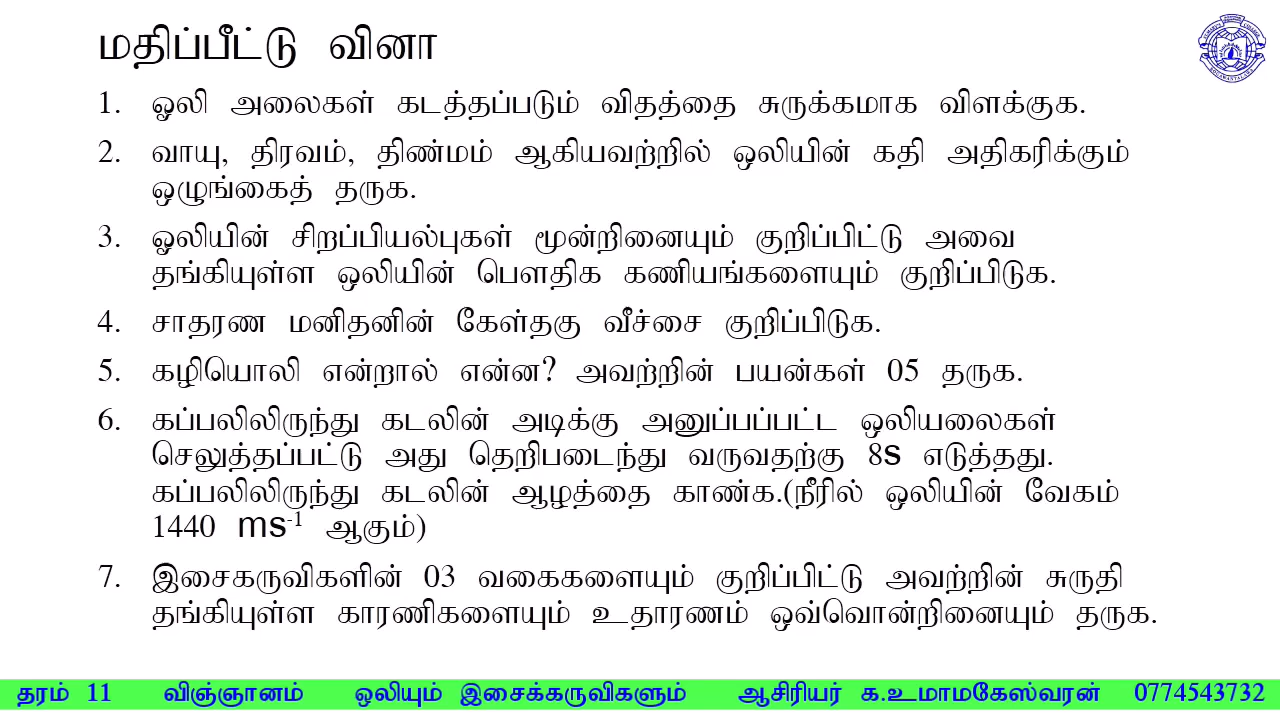 மதிப்பீட்டு வினா
1. ஓலி அலைகள் கடத்தப்படும் விதத்தை சுருக்கமாக விளக்குக.
2. வாயு, திரவம், திண்மம் ஆகியவற்றில் ஒலியின் கதி அதிகரிக்கும்
ஒழுங்கைத் தருக.
3. ஓலியின் சிறப்பியல்புகள் மூன்றினையும் குறிப்பிட்டு அவை
தங்கியுள்ள ஒலியின் பௌதிக கணியங்களையும் குறிப்பிடுக.
4. சாதரண மனிதனின் கேள்தகு வீச்சை குறிப்பிடுக.
5. கழியொலி என்றால் என்ன? அவற்றின் பயன்கள் 05 தருக.
6. கப்பலிலிருந்து கடலின் அடிக்கு அனுப்பப்பட்ட ஒலியலைகள்
செலுத்தப்பட்டு அது தெறிபடைந்து வருவதற்கு 8s எடுத்தது.
கப்பலிலிருந்து கடலின் ஆழத்தை காண்க.(நீரில் ஒலியின் வேகம்
1440 ms⁻¹ ஆகும்)
7. இசைகருவிகளின் 03 வகைகளையும் குறிப்பிட்டு அவற்றின் சுருதி
தங்கியுள்ள காரணிகளையும் உதாரணம் ஒவ்வொன்றினையும் தருக.
தரம் 11 விஞ்ஞானம் ஒலியும் இசைக்கருவிகளும் ஆசிரியர் க.உமாமகேஸ்வரன் 0774543732